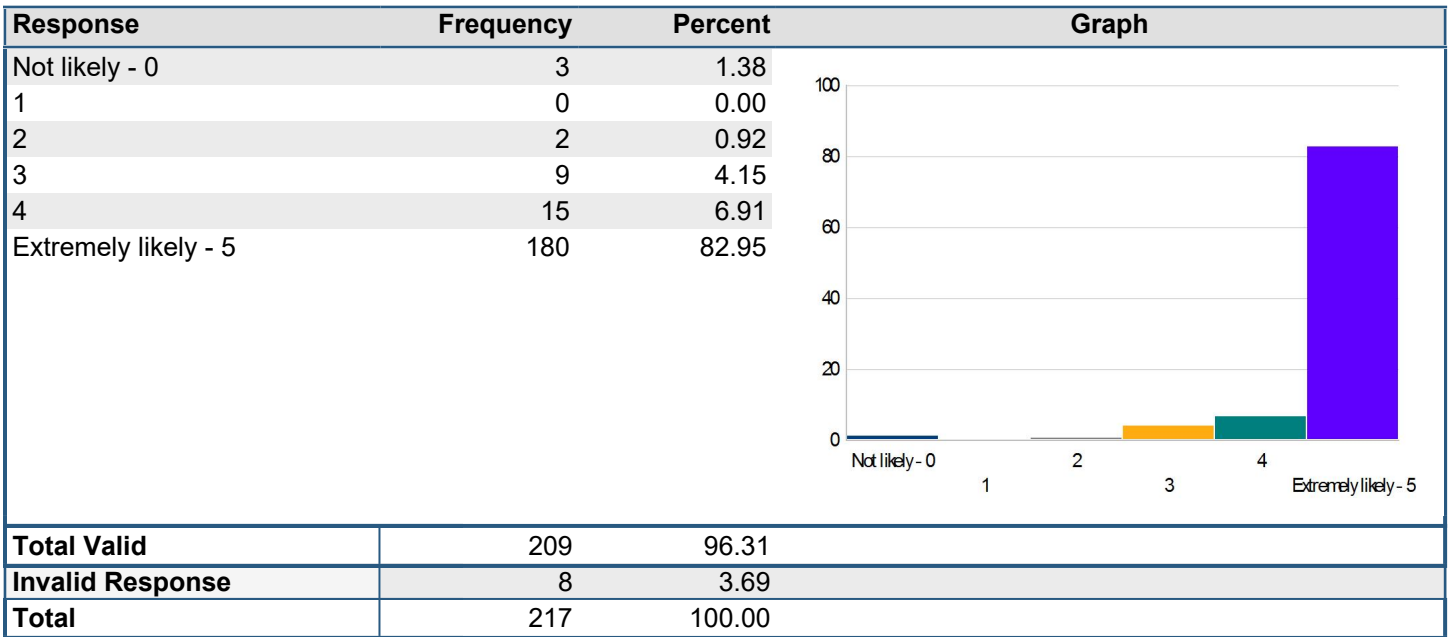 Response Frequency Percent Graph
Not likely - 0 3 1.38
1 0 0.00
2 2 0.92
3 9 4.15
4 15 6.91
Extremely likely - 5 180 82.95
100
80
60
40
20
0
Not likely - 0 2 4
1 3 Extremely likely - 5
Total Valid 209 96.31
Invalid Response 8 3.69
Total 217 100.00